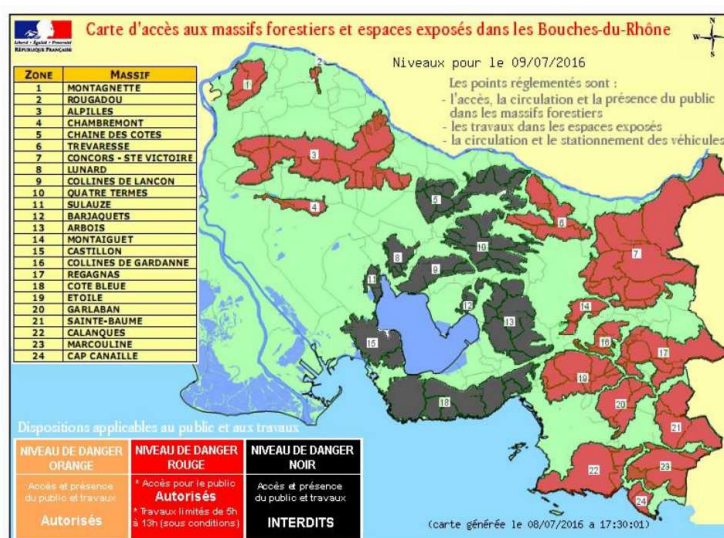 Carte d'accès aux massifs forestiers et espaces exposés dans les Bouches-du-Rhône
Liberté • Égalité • Fraternité
RÉPUBLIQUE FRANÇAISE
N
W
S
Niveaux pour le 09/07/2016
Les points réglementés sont :
- l'accès, la circulation et la présence du public
dans les massifs forestiers
- les travaux dans les espaces exposés
- la circulation et le stationnement des véhicules
ZONE MASSIF
1 MONTAGNETTE
2 ROUGADOU
3 ALPILLES
4 CHAMBREMONT
5 CHAINE DES COTES
6 TREVARESSE
7 CONCORS - STE VICTOIRE
8 LUNARD
9 COLLINES DE LANCON
10 QUATRE TERMES
11 SULAUZE
12 BARJAQUETS
13 ARBOIS
14 MONTAIGUET
15 CASTILLON
16 COLLINES DE GARDANNE
17 REGAGNAS
18 COTE BLEUE
19 ETOILE
20 GARLABAN
21 SAINTE-BAUME
22 CALANQUES
23 MARCOULINE
24 CAP CANAILLE
1
2
3
4
5
6
7
8
9
10
11
12
13
14
15
16
17
18
19
20
21
22
23
24
Dispositions applicables au public et aux travaux
NIVEAU DE DANGER
ORANGE
Accès et présence
du public et travaux
Autorisés
NIVEAU DE DANGER
ROUGE
* Accès pour le public
Autorisés
* Travaux limités de 5h
à 13h (sous conditions)
NIVEAU DE DANGER
NOIR
Accès et présence
du public et travaux
INTERDITS
(carte générée le 08/07/2016 a 17:30:01)